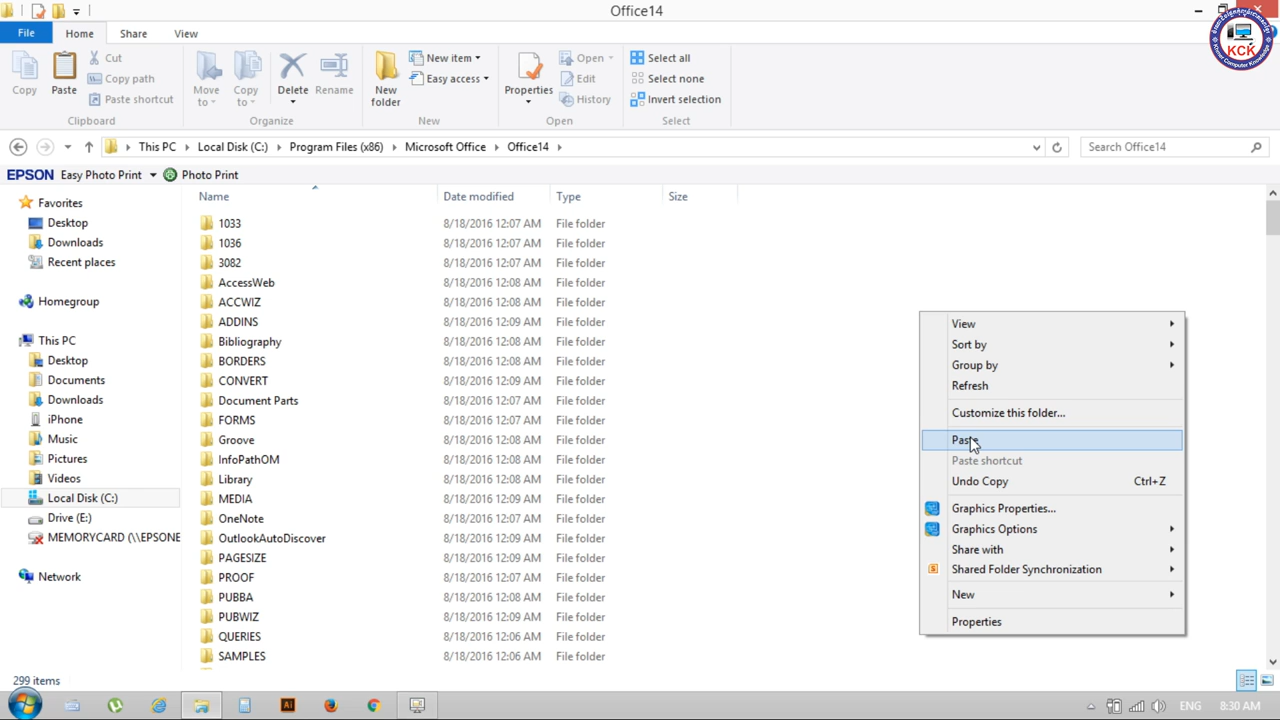 Office14
File Home Share View
Copy
Paste
Cut
Copy path
Paste shortcut
Clipboard
Move to
Copy to
Delete
Rename
Organize
New folder
New item
Easy access
New
Properties
Open
Edit
History
Open
Select all
Select none
Invert selection
Select
KCK
This PC Local Disk (C:) Program Files (x86) Microsoft Office Office14
Search Office14
EPSON Easy Photo Print Photo Print
Favorites
Desktop
Downloads
Recent places
Homegroup
This PC
Desktop
Documents
Downloads
iPhone
Music
Pictures
Videos
Local Disk (C:)
Drive (E:)
MEMORYCARD (\\EPSONE
Network
Name Date modified Type Size
1033 8/18/2016 12:07 AM File folder
1036 8/18/2016 12:07 AM File folder
3082 8/18/2016 12:07 AM File folder
AccessWeb 8/18/2016 12:08 AM File folder
ACCWIZ 8/18/2016 12:08 AM File folder
ADDINS 8/18/2016 12:09 AM File folder
Bibliography 8/18/2016 12:08 AM File folder
BORDERS 8/18/2016 12:08 AM File folder
CONVERT 8/18/2016 12:09 AM File folder
Document Parts 8/18/2016 12:07 AM File folder
FORMS 8/18/2016 12:07 AM File folder
Groove 8/18/2016 12:08 AM File folder
InfoPathOM 8/18/2016 12:08 AM File folder
Library 8/18/2016 12:09 AM File folder
MEDIA 8/18/2016 12:09 AM File folder
OneNote 8/18/2016 12:07 AM File folder
OutlookAutoDiscover 8/18/2016 12:08 AM File folder
PAGESIZE 8/18/2016 12:09 AM File folder
PROOF 8/18/2016 12:07 AM File folder
PUBBA 8/18/2016 12:08 AM File folder
PUBWIZ 8/18/2016 12:09 AM File folder
QUERIES 8/18/2016 12:06 AM File folder
SAMPLES 8/18/2016 12:06 AM File folder
View
Sort by
Group by
Refresh
Customize this folder...
Paste
Paste shortcut
Undo Copy Ctrl+Z
Graphics Properties...
Graphics Options
Share with
Shared Folder Synchronization
New
Properties
299 items
ENG 8:30 AM